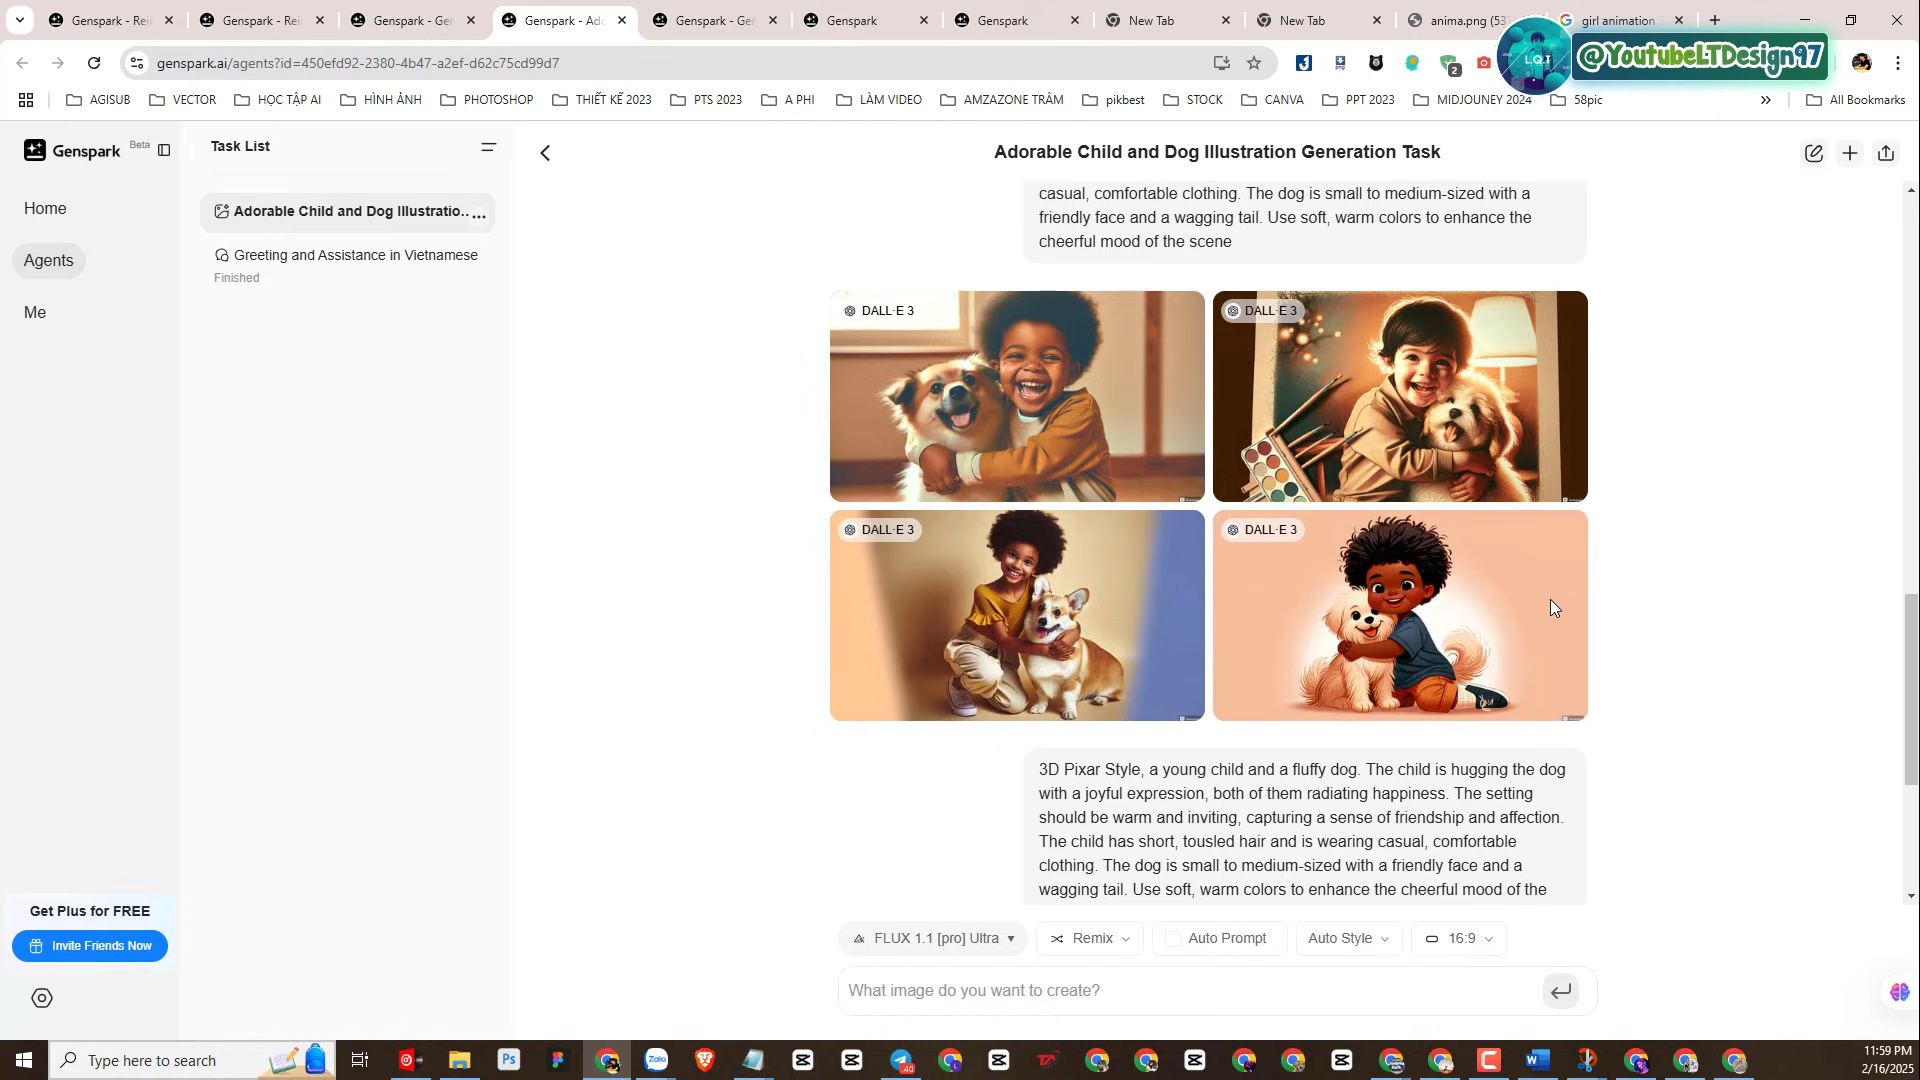 Genspark - Rei
Genspark - Rei
Genspark - Ge
Genspark - Ad
Genspark - Ger
Genspark
Genspark
New Tab
New Tab
anima.png (53
girl animation
genspark.ai/agents?id=450efd92-2380-4b47-a2ef-d62c75cd99d7
2
L.Q.T
@YoutubeLTDesign97
AGISUB
VECTOR
HỌC TẬP AI
HÌNH ẢNH
PHOTOSHOP
THIẾT KẾ 2023
PTS 2023
A PHI
LÀM VIDEO
AMZAZONE TRÂM
pikbest
STOCK
CANVA
PPT 2023
MIDJOUNEY 2024
58pic
All Bookmarks
Genspark Beta
Home
Agents
Me
Task List
Adorable Child and Dog Illustratio...
Greeting and Assistance in Vietnamese
Finished
Adorable Child and Dog Illustration Generation Task
casual, comfortable clothing. The dog is small to medium-sized with a
friendly face and a wagging tail. Use soft, warm colors to enhance the
cheerful mood of the scene
DALL·E 3
DALL·E 3
DALL·E 3
DALL·E 3
3D Pixar Style, a young child and a fluffy dog. The child is hugging the dog
with a joyful expression, both of them radiating happiness. The setting
should be warm and inviting, capturing a sense of friendship and affection.
The child has short, tousled hair and is wearing casual, comfortable
clothing. The dog is small to medium-sized with a friendly face and a
wagging tail. Use soft, warm colors to enhance the cheerful mood of the
Get Plus for FREE
Invite Friends Now
FLUX 1.1 [pro] Ultra
Remix
Auto Prompt
Auto Style
16:9
What image do you want to create?
Type here to search
Ps
Zalo
40
11:59 PM
2/16/2025